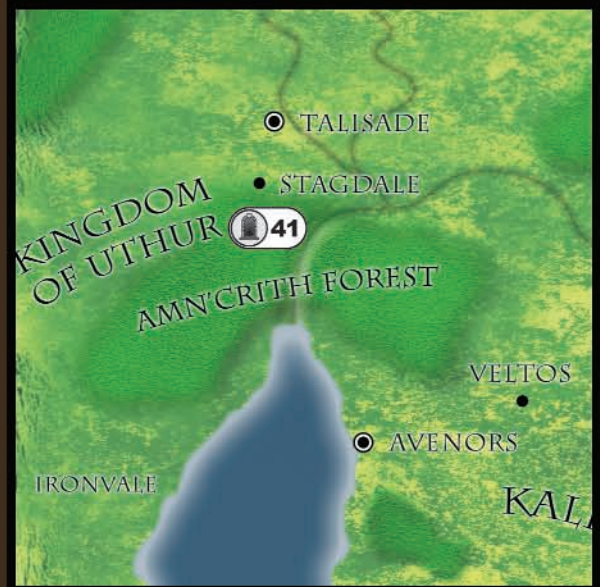 TALISADE
STAGDALE
KINGDOM
OF UTHUR
41
AMN'CRITH FOREST
VELTOS
AVENORS
IRONVALE